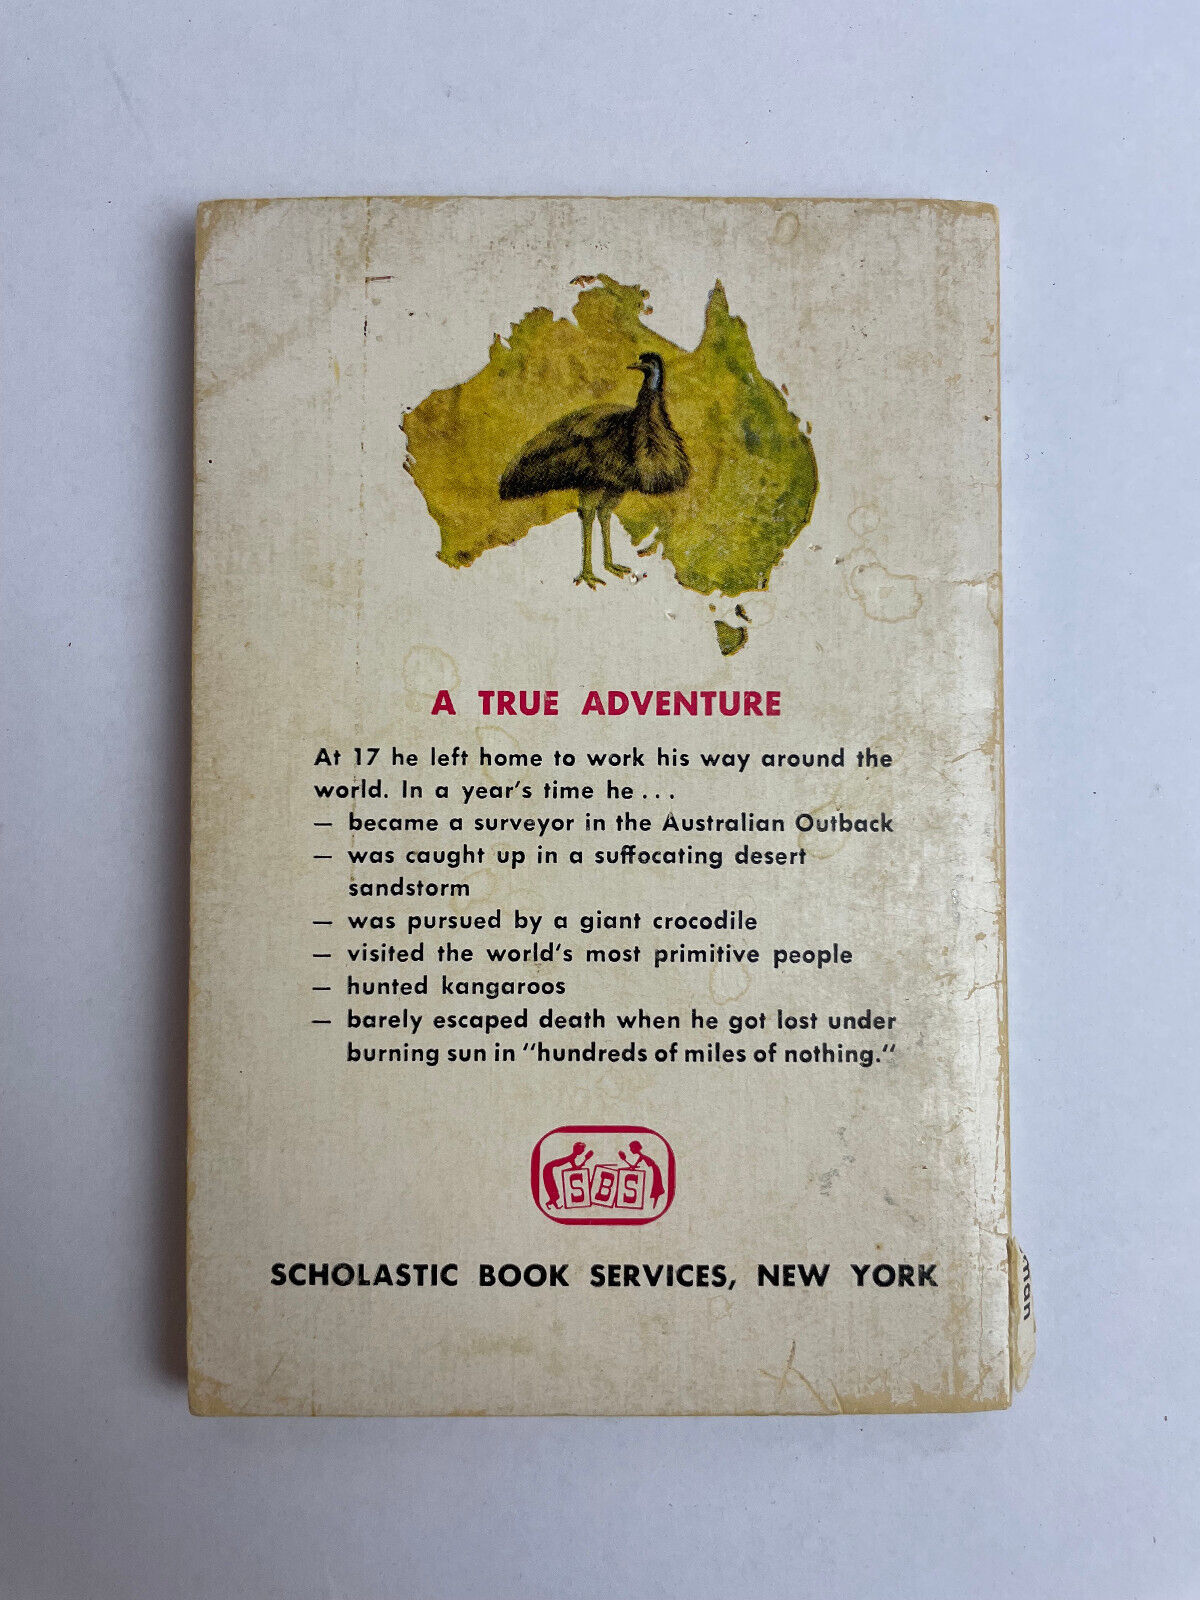 A TRUE ADVENTURE
At 17 he left home to work his way around the
world. In a year's time he . . .
— became a surveyor in the Australian Outback
— was caught up in a suffocating desert
sandstorm
— was pursued by a giant crocodile
— visited the world's most primitive people
— hunted kangaroos
— barely escaped death when he got lost under
burning sun in "hundreds of miles of nothing."
SBS
SCHOLASTIC BOOK SERVICES, NEW YORK